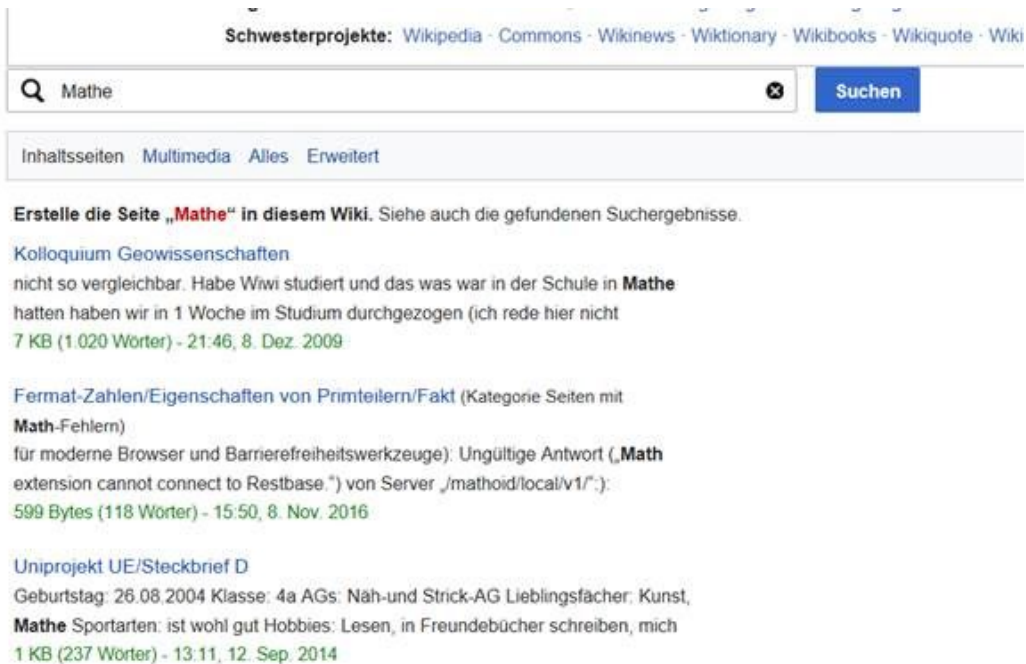 Schwesterprojekte: Wikipedia · Commons · Wikinews · Wiktionary · Wikibooks · Wikiquote · Wiki
Mathe
Suchen
Inhaltsseiten Multimedia Alles Erweitert
Erstelle die Seite „Mathe“ in diesem Wiki. Siehe auch die gefundenen Suchergebnisse.
Kolloquium Geowissenschaften
nicht so vergleichbar. Habe Wiwi studiert und das was war in der Schule in Mathe
hatten haben wir in 1 Woche im Studium durchgezogen (ich rede hier nicht
7 KB (1.020 Wörter) - 21:46, 8. Dez. 2009
Fermat-Zahlen/Eigenschaften von Primteilern/Fakt (Kategorie Seiten mit
Math-Fehlern)
für moderne Browser und Barrierefreiheitswerkzeuge): Ungültige Antwort („Math
extension cannot connect to Restbase.“) von Server „/mathoid/local/v1/“:):
599 Bytes (118 Wörter) - 15:50, 8. Nov. 2016
Uniprojekt UE/Steckbrief D
Geburtstag: 26.08.2004 Klasse: 4a AGs: Näh-und Strick-AG Lieblingsfächer: Kunst,
Mathe Sportarten: ist wohl gut Hobbies: Lesen, in Freundebücher schreiben, mich
1 KB (237 Wörter) - 13:11, 12. Sep. 2014